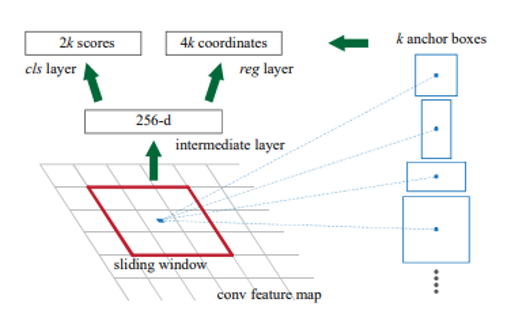 2k scores
4k coordinates
k anchor boxes
cls layer
reg layer
256-d
intermediate layer
sliding window
conv feature map